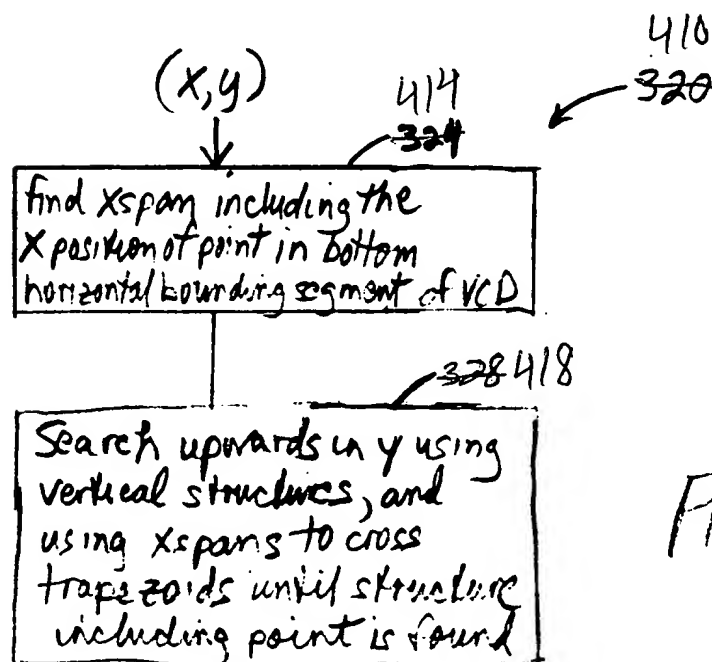 410
320
(x,y)
414
324
find xspan including the
X position of point in bottom
horizontal bounding segment of VCD
328 418
Search upwards in y using
vertical structures, and
using xspans to cross
trapezoids until structure
including point is found